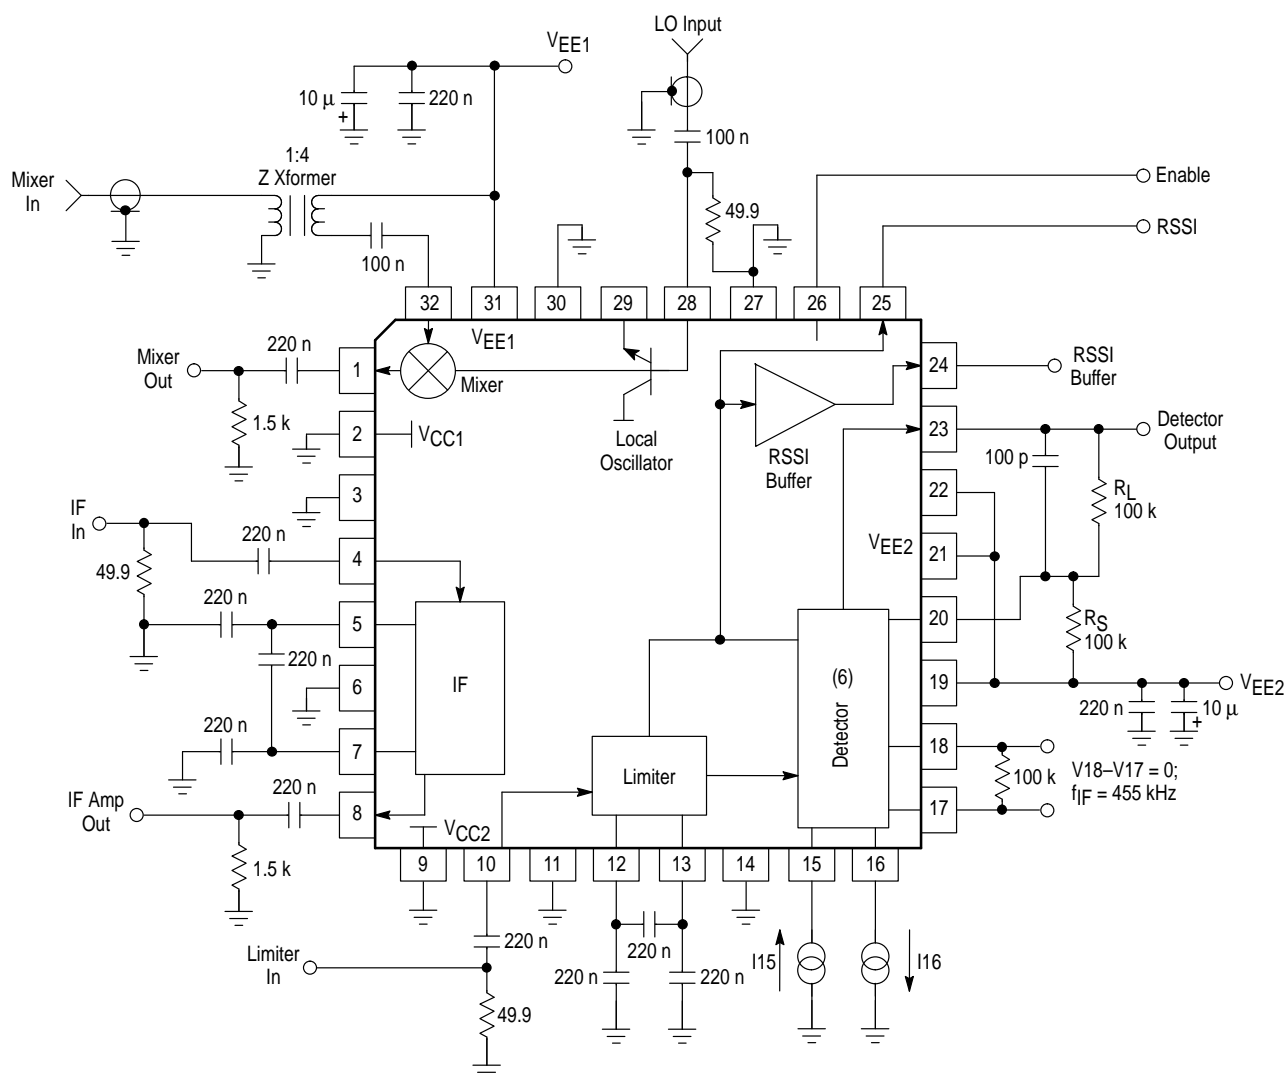 LO Input
VEE1
10 µ
+
220 n
100 n
1:4
Z Xformer
Mixer
In
100 n
49.9
Enable
RSSI
32
31
30
29
28
27
26
25
VEE1
220 n
Mixer
Out
1
Mixer
1.5 k
2
VCC1
Local
Oscillator
RSSI
Buffer
24
RSSI
Buffer
23
Detector
Output
100 p
RL
100 k
3
22
IF
In
220 n
4
VEE2
21
49.9
220 n
5
20
RS
100 k
220 n
6
IF
(6)
Detector
19
VEE2
220 n
10 µ
+
220 n
7
Limiter
18
100 k
V18–V17 = 0;
fIF = 455 kHz
17
IF Amp
Out
220 n
8
VCC2
1.5 k
9
10
11
12
13
14
15
16
220 n
220 n
Limiter
In
220 n
220 n
I15
I16
49.9